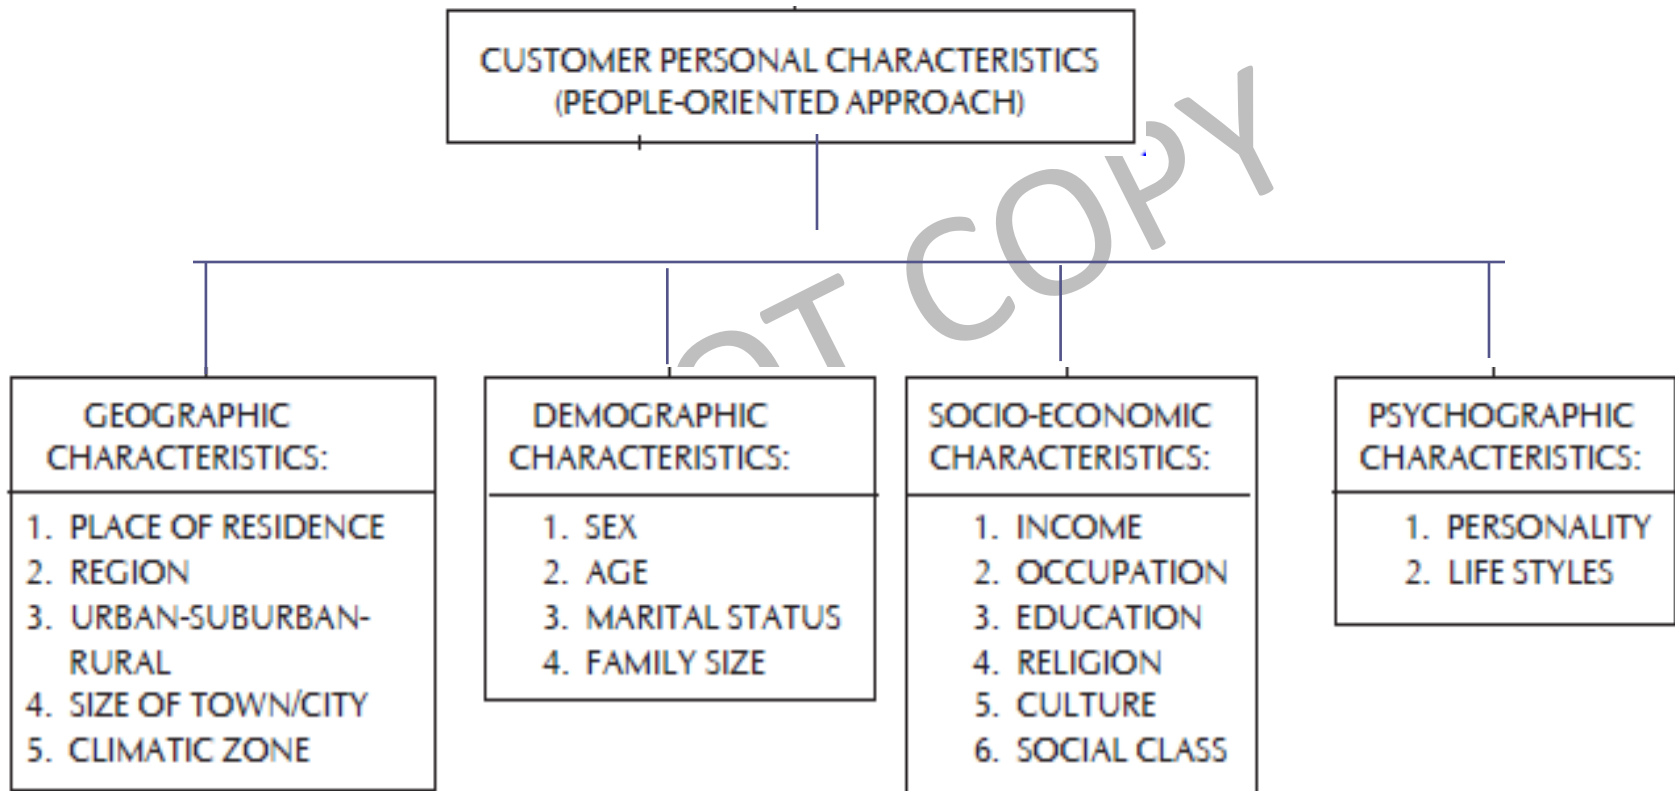 CUSTOMER PERSONAL CHARACTERISTICS
(PEOPLE-ORIENTED APPROACH)
OT COPY
GEOGRAPHIC
CHARACTERISTICS:
1. PLACE OF RESIDENCE
2. REGION
3. URBAN-SUBURBAN-
RURAL
4. SIZE OF TOWN/CITY
5. CLIMATIC ZONE
DEMOGRAPHIC
CHARACTERISTICS:
1. SEX
2. AGE
3. MARITAL STATUS
4. FAMILY SIZE
SOCIO-ECONOMIC
CHARACTERISTICS:
1. INCOME
2. OCCUPATION
3. EDUCATION
4. RELIGION
5. CULTURE
6. SOCIAL CLASS
PSYCHOGRAPHIC
CHARACTERISTICS:
1. PERSONALITY
2. LIFE STYLES